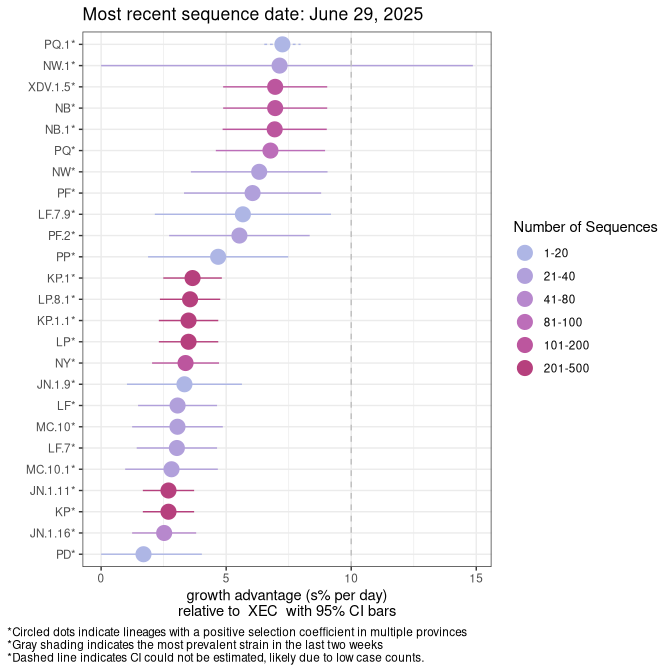 Most recent sequence date: June 29, 2025
PQ.1*
NW.1*
XDV.1.5*
NB*
NB.1*
PQ*
NW*
PF*
LF.7.9*
PF.2*
PP*
KP.1*
LP.8.1*
KP.1.1*
LP*
NY*
JN.1.9*
LF*
MC.10*
LF.7*
MC.10.1*
JN.1.11*
KP*
JN.1.16*
PD*
0 5 10 15
growth advantage (s% per day)
relative to XEC with 95% CI bars
Number of Sequences
1-20
21-40
41-80
81-100
101-200
201-500
*Circled dots indicate lineages with a positive selection coefficient in multiple provinces
*Gray shading indicates the most prevalent strain in the last two weeks
*Dashed line indicates CI could not be estimated, likely due to low case counts.